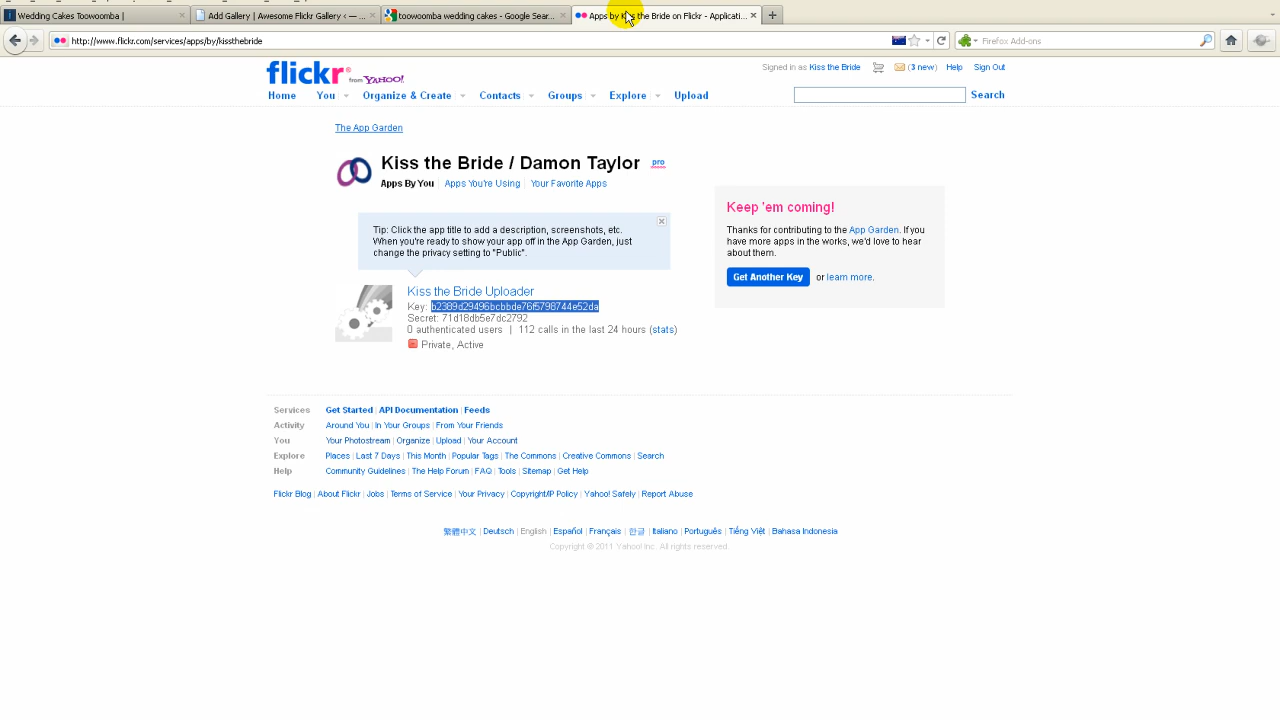 Wedding Cakes Toowoomba |
Add Gallery | Awesome Flickr Gallery ‹ — ...
toowoomba wedding cakes - Google Sear...
Apps by Kiss the Bride on Flickr - Applicati...
http://www.flickr.com/services/apps/by/kissthebride
Firefox Add-ons
flickr from YAHOO!
Signed in as Kiss the Bride (3 new) Help Sign Out
Home You Organize & Create Contacts Groups Explore Upload Search
The App Garden
Kiss the Bride / Damon Taylor pro
Apps By You Apps You're Using Your Favorite Apps
Tip: Click the app title to add a description, screenshots, etc.
When you're ready to show your app off in the App Garden, just
change the privacy setting to "Public".
Kiss the Bride Uploader
Key: b2389d29496bcbbde76f5798744e52da
Secret: 71d18db5e7dc2792
0 authenticated users | 112 calls in the last 24 hours (stats)
Private, Active
Keep 'em coming!
Thanks for contributing to the App Garden. If you
have more apps in the works, we'd love to hear
about them.
Get Another Key or learn more.
Services Get Started | API Documentation | Feeds
Activity Around You | In Your Groups | From Your Friends
You Your Photostream | Organize | Upload | Your Account
Explore Places | Last 7 Days | This Month | Popular Tags | The Commons | Creative Commons | Search
Help Community Guidelines | The Help Forum | FAQ | Tools | Sitemap | Get Help
Flickr Blog | About Flickr | Jobs | Terms of Service | Your Privacy | Copyright/IP Policy | Yahoo! Safely | Report Abuse
繁體中文 | Deutsch | English | Español | Français | 한글 | Italiano | Português | Tiếng Việt | Bahasa Indonesia
Copyright © 2011 Yahoo! Inc. All rights reserved.